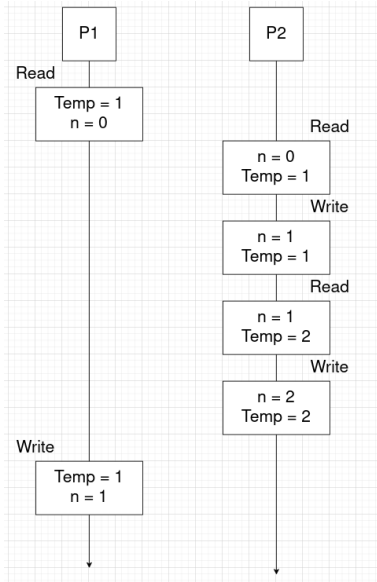 P1
P2
Read
Temp = 1
n = 0
Read
n = 0
Temp = 1
Write
n = 1
Temp = 1
Read
n = 1
Temp = 2
Write
n = 2
Temp = 2
Write
Temp = 1
n = 1